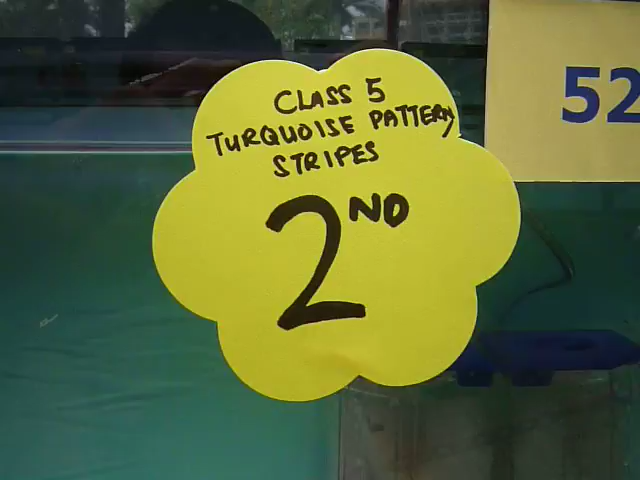 CLASS 5
TURQUOISE PATTERN
STRIPES
2ND
52